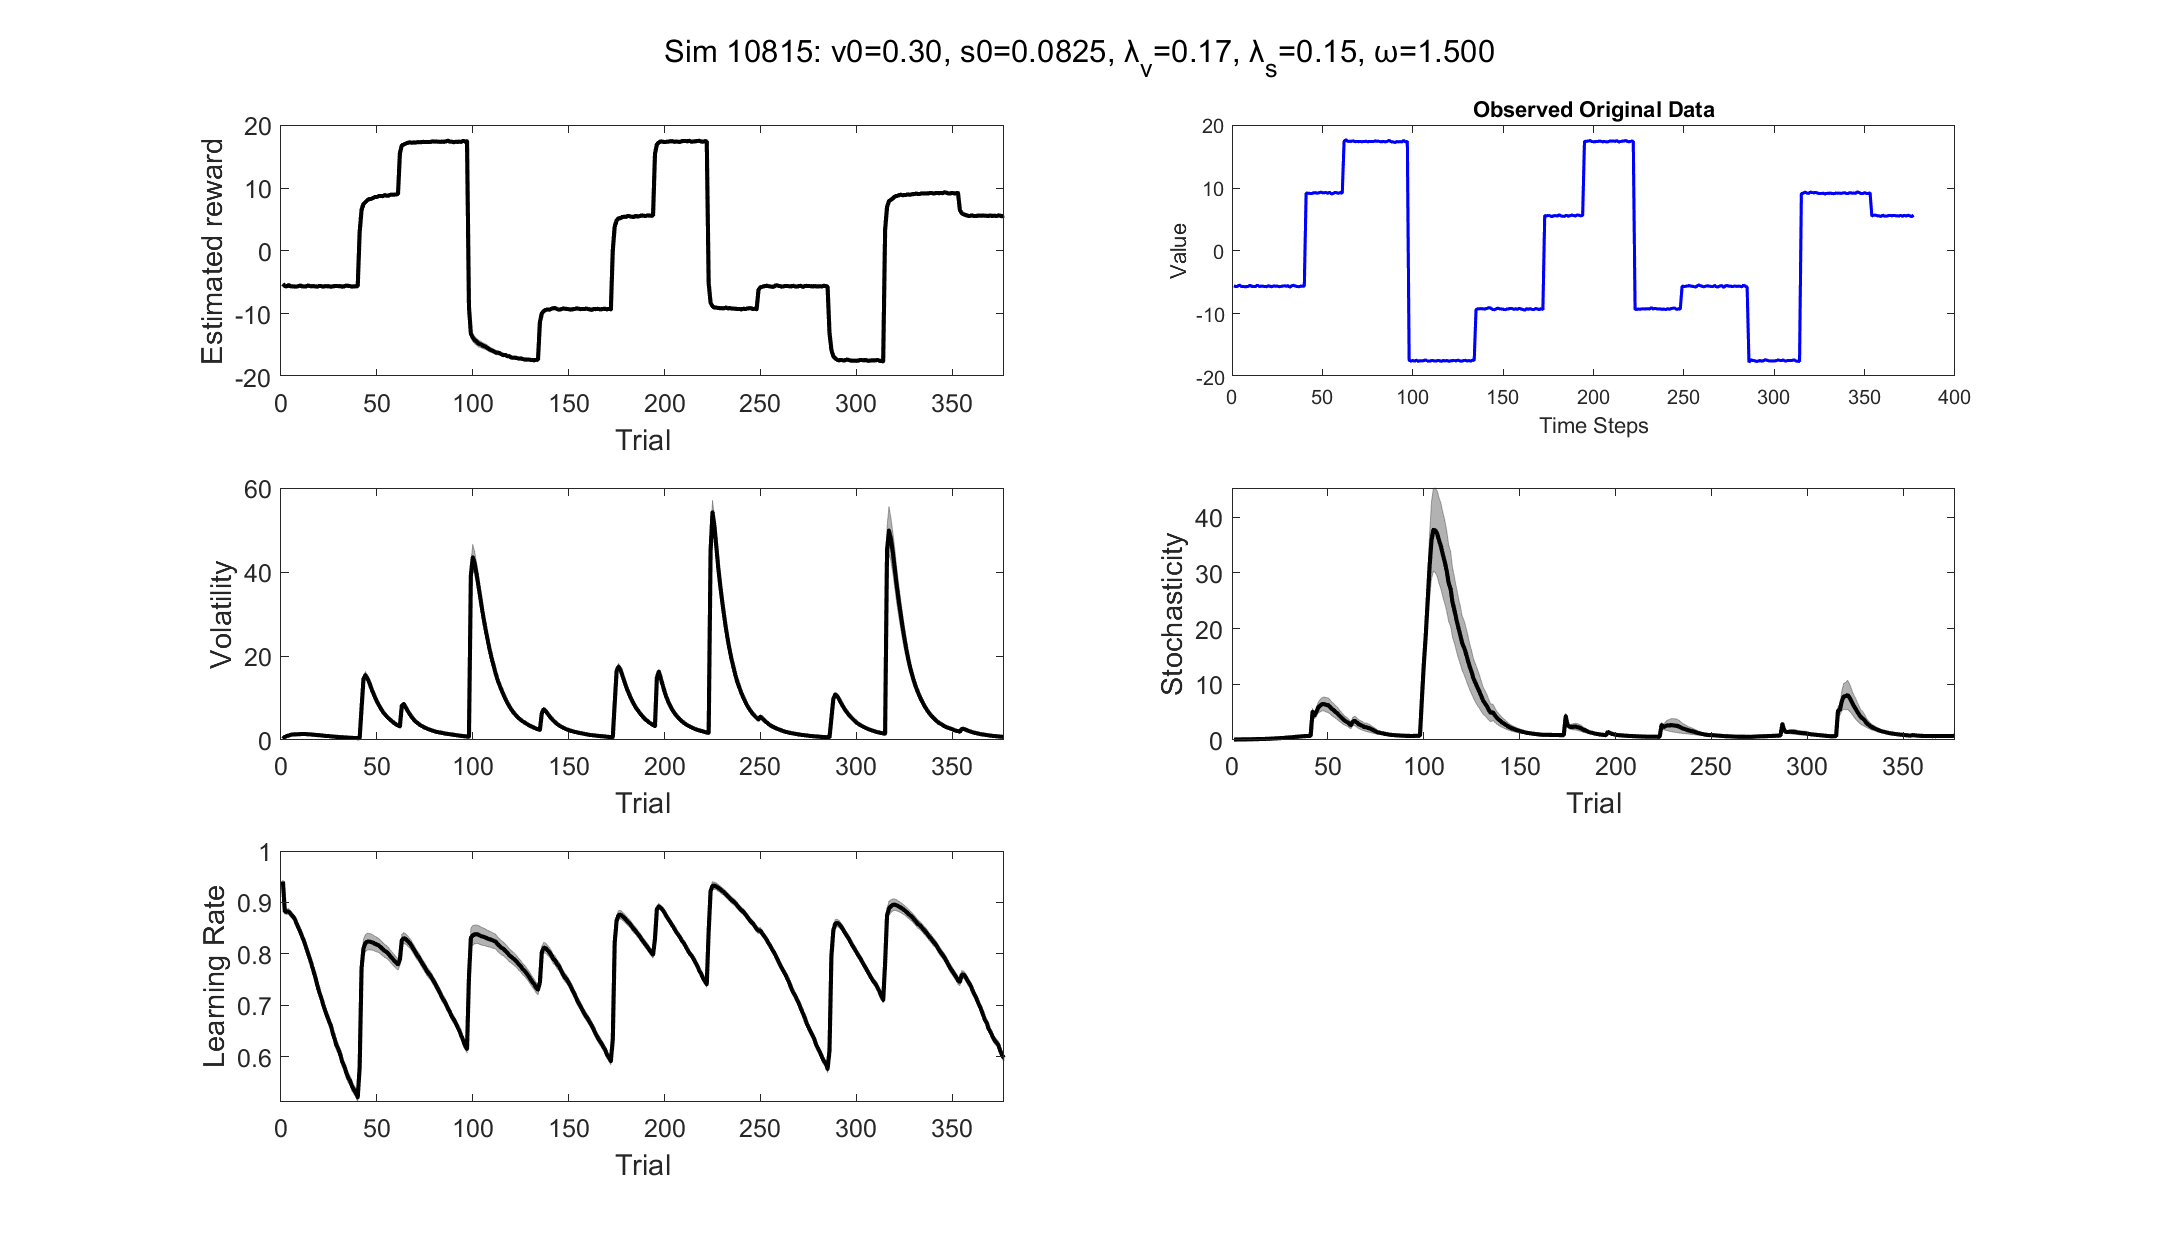 Sim 10815: v0=0.30, s0=0.0825, λ_v=0.17, λ_s=0.15, ω=1.500
Estimated reward
20
10
0
-10
-20
0 50 100 150 200 250 300 350
Trial
Observed Original Data
Value
20
10
0
-10
-20
0 50 100 150 200 250 300 350 400
Time Steps
Volatility
60
40
20
0
0 50 100 150 200 250 300 350
Trial
Stochasticity
40
30
20
10
0
0 50 100 150 200 250 300 350
Trial
Learning Rate
1
0.9
0.8
0.7
0.6
0 50 100 150 200 250 300 350
Trial